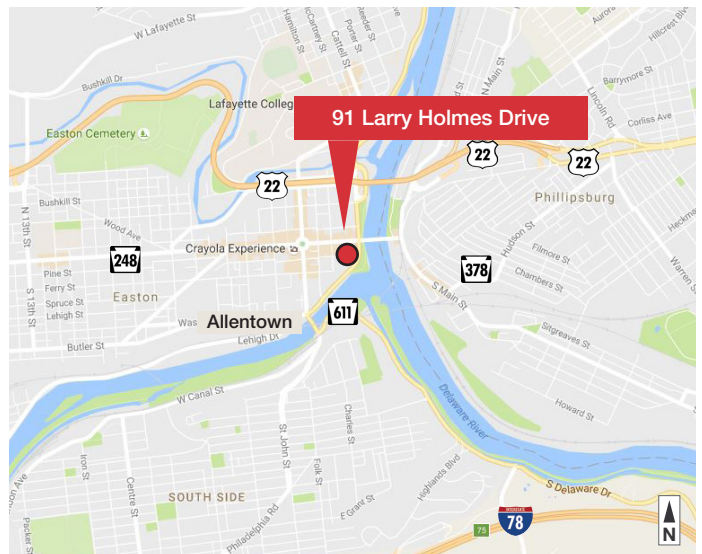 W Lafayette St
Hamilton St
McCartney St
Cattell St
Porter St
Reeder St
Aurora
Hillcrest Blvd
Bushkill Dr
N Main St
Barrymore St
Lafayette Colleg
Lincoln Rd
Corliss Ave
Easton Cemetery
91 Larry Holmes Drive
22
22
22
Phillipsburg
Bushkill St
N 13th St
Wood Ave
Crayola Experience
248
Hudson St
Filmore St
Heckm
378
Chambers St
Warren St
Pine St
Ferry St
Spruce St
Lehigh St
S 13th St
Easton
S Main St
611
Was
Allentown
Lehigh Dr
Sitgreaves St
Butler St
W Canal St
Delaware River
Howard St
Charles St
St John St
Folk St
Iron St
Centre St
Highlands Blvd
S Delaware Dr
SOUTH SIDE
E Grant St
Philadelphia Rd
Packer St
75
INTERSTATE
78
N